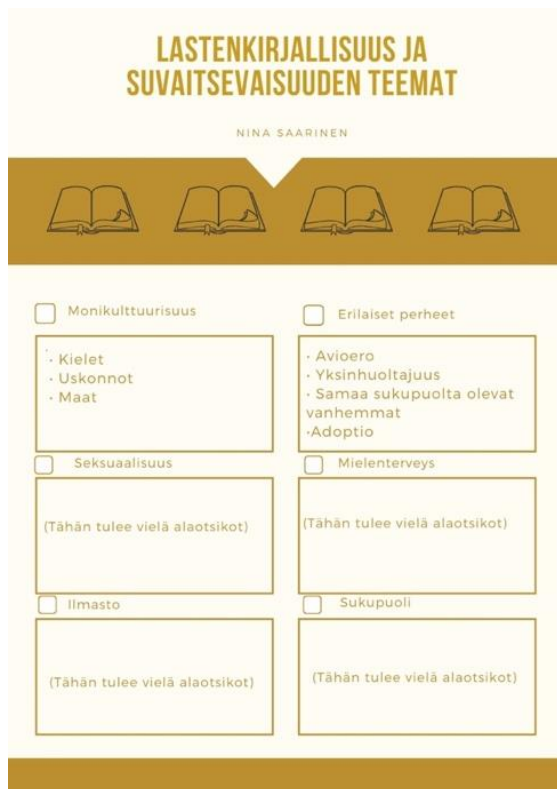 LASTENKIRJALLISUUS JA
SUVAITSEVAISUUDEN TEEMAT
NINA SAARINEN
Monikulttuurisuus
• Kielet
• Uskonnot
• Maat
Erilaiset perheet
• Avioero
• Yksinhuoltajuus
• Samaa sukupuolta olevat
vanhemmat
•Adoptio
Seksuaalisuus
(Tähän tulee vielä alaotsikot)
Mielenterveys
(Tähän tulee vielä alaotsikot)
Ilmasto
(Tähän tulee vielä alaotsikot)
Sukupuoli
(Tähän tulee vielä alaotsikot)